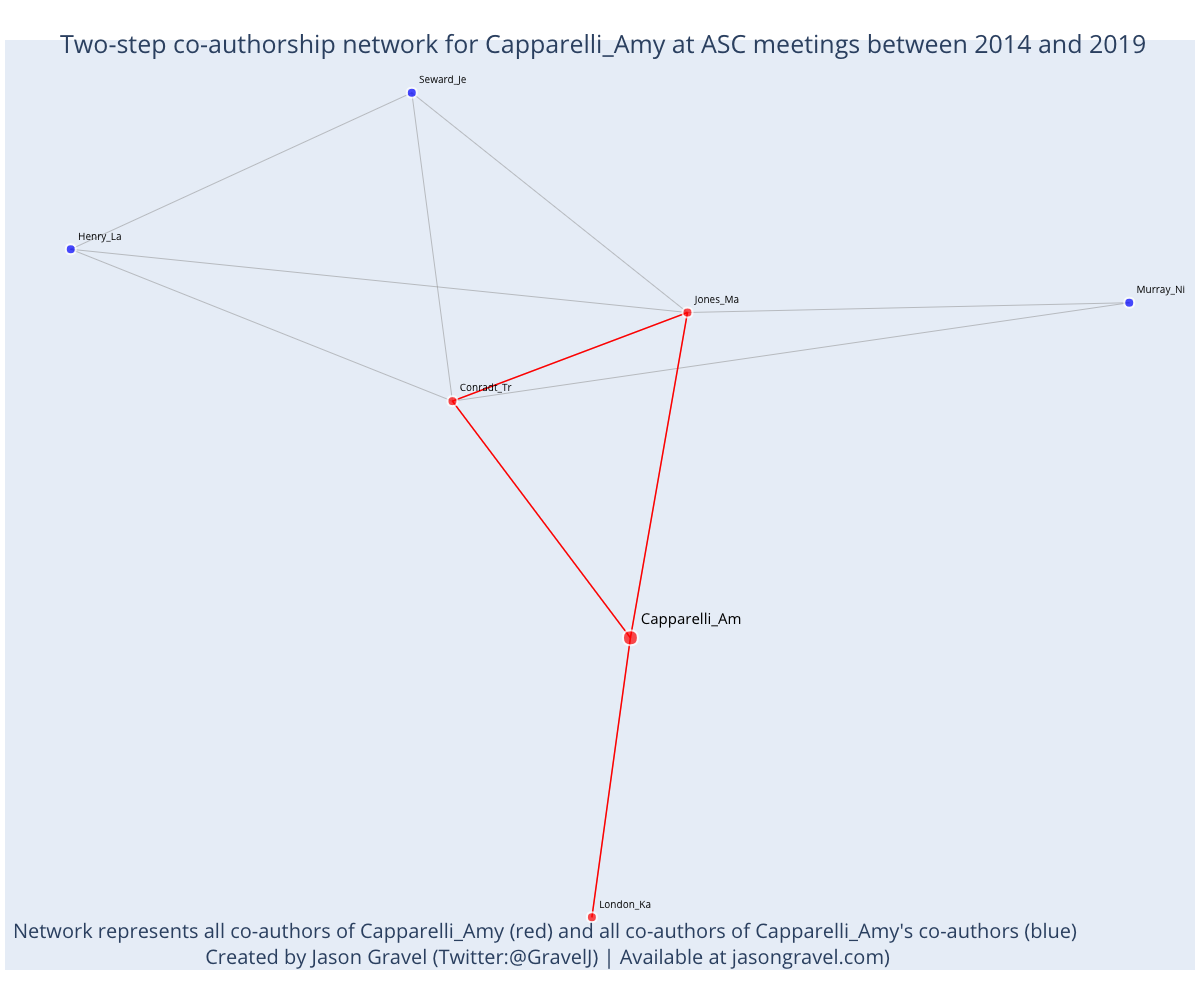 Two-step co-authorship network for Capparelli_Amy at ASC meetings between 2014 and 2019
Seward_Je
Henry_La
Murray_Ni
Jones_Ma
Conradt_Tr
Capparelli_Am
London_Ka
Network represents all co-authors of Capparelli_Amy (red) and all co-authors of Capparelli_Amy's co-authors (blue)
Created by Jason Gravel (Twitter:@GravelJ) | Available at jasongravel.com)